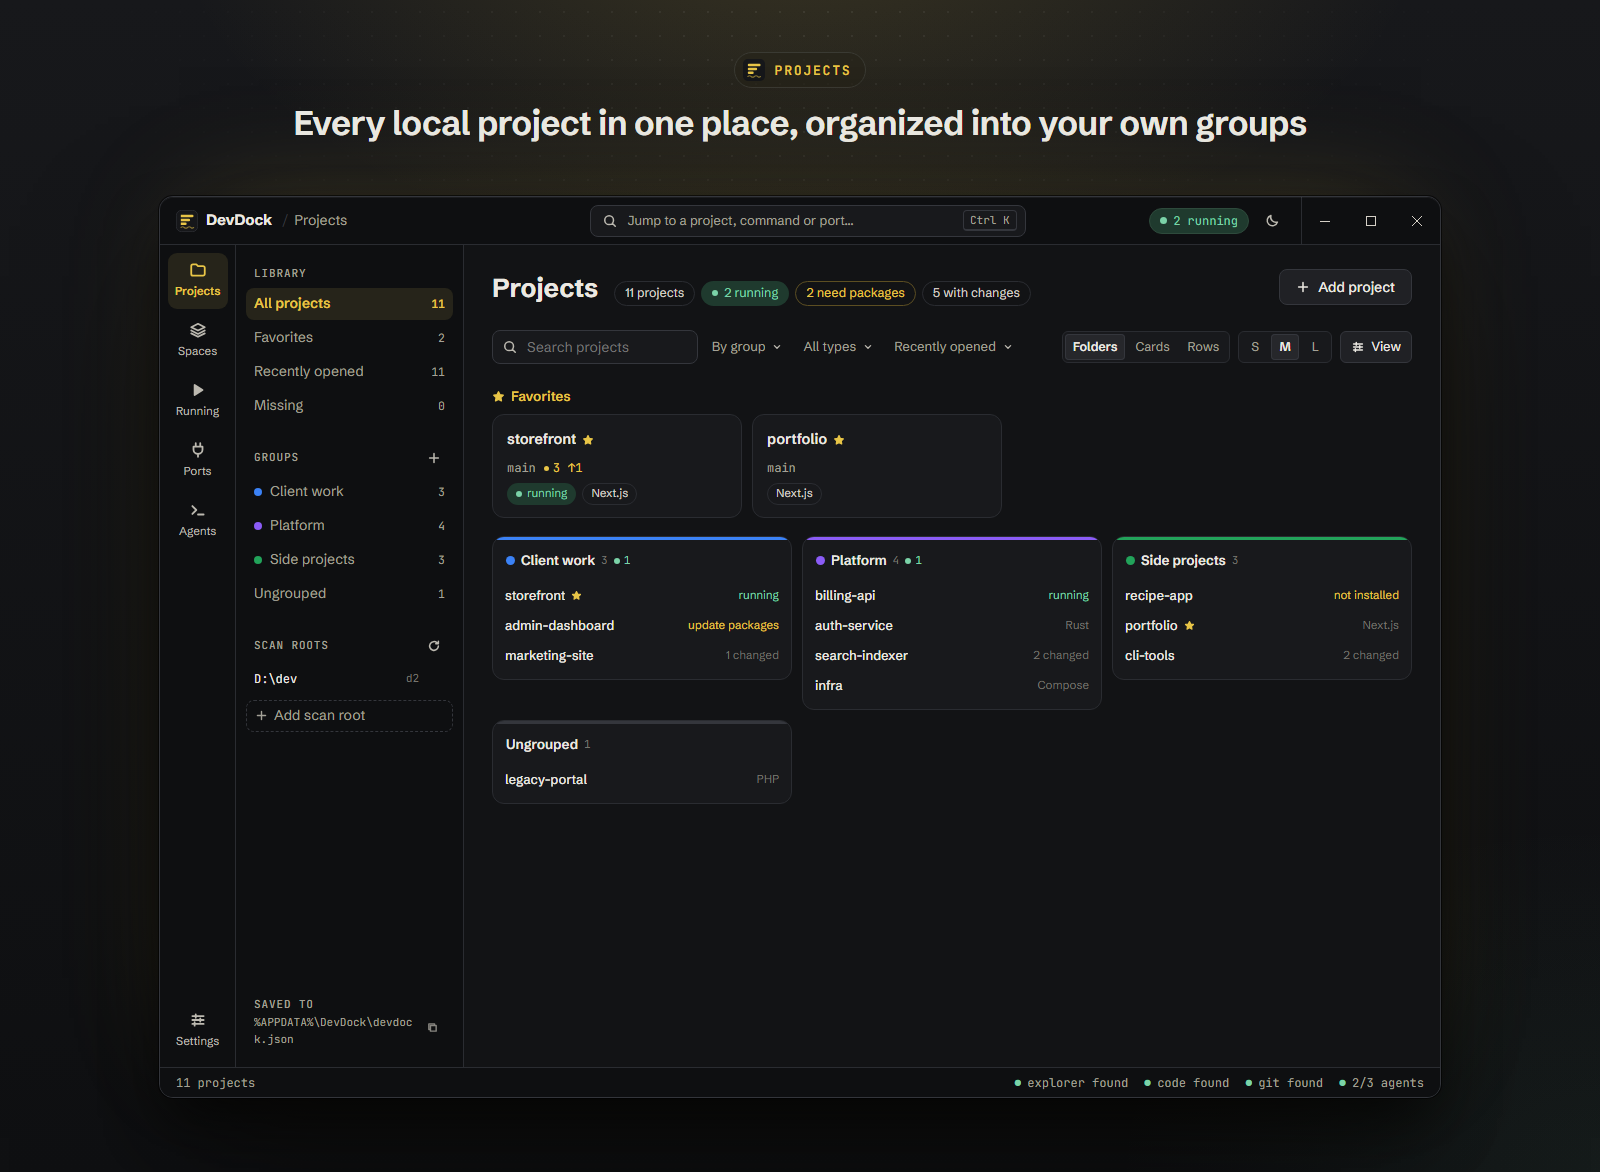 PROJECTS
Every local project in one place, organized into your own groups
DevDock / Projects
Jump to a project, command or port... Ctrl K
2 running
Projects
Spaces
Running
Ports
Agents
Settings
LIBRARY
All projects 11
Favorites 2
Recently opened 11
Missing 0
GROUPS
Client work 3
Platform 4
Side projects 3
Ungrouped 1
SCAN ROOTS
D:\dev d2
+ Add scan root
SAVED TO
%APPDATA%\DevDock\devdoc
k.json
Projects 11 projects 2 running 2 need packages 5 with changes
+ Add project
Search projects By group All types Recently opened
Folders Cards Rows S M L View
Favorites
storefront
main 3 ↑1
running Next.js
portfolio
main
Next.js
Client work 3 1
storefront running
admin-dashboard update packages
marketing-site 1 changed
Platform 4 1
billing-api running
auth-service Rust
search-indexer 2 changed
infra Compose
Side projects 3
recipe-app not installed
portfolio Next.js
cli-tools 2 changed
Ungrouped 1
legacy-portal PHP
11 projects
explorer found code found git found 2/3 agents